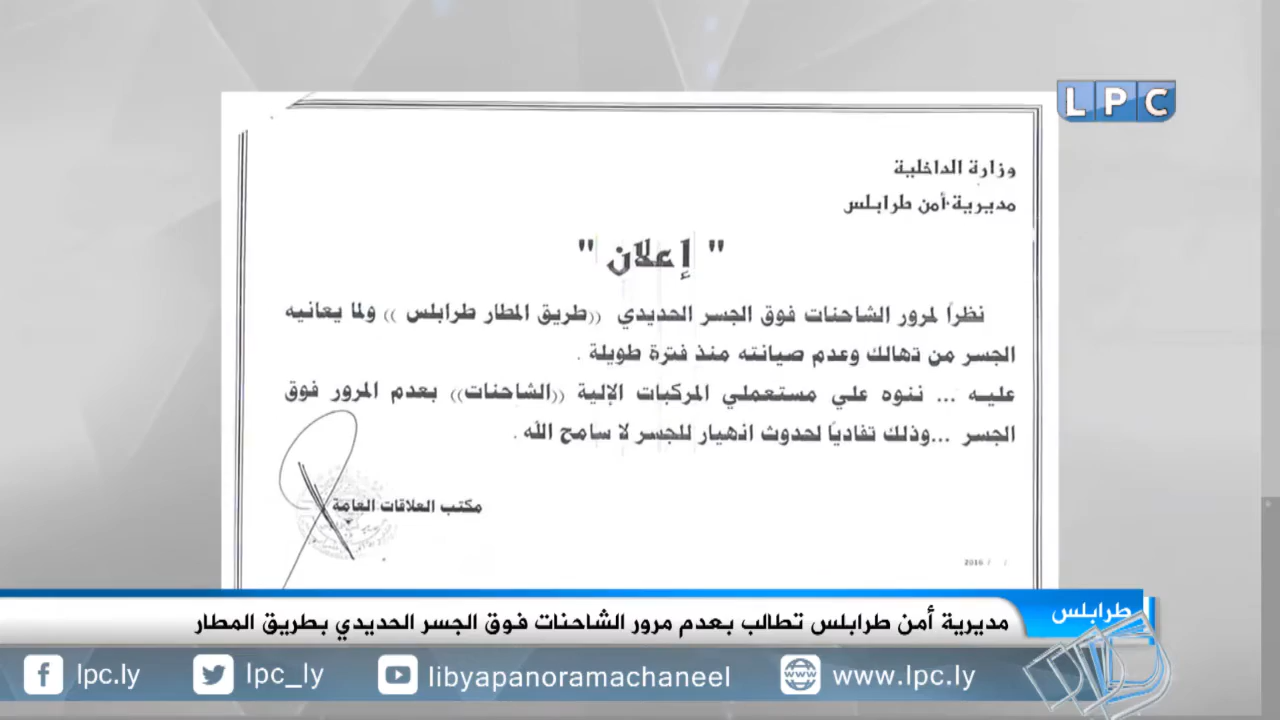 LPC
وزارة الداخلية
مديرية أمن طرابلس
" إعلان "
نظراً لمرور الشاحنات فوق الجسر الحديدي ((طريق المطار طرابلس )) ولما يعانيه
الجسر من تهالك وعدم صيانته منذ فترة طويلة .
عليه ... ننوه علي مستعملي المركبات الإلية ((الشاحنات)) بعدم المرور فوق
الجسر ...وذلك تفادياً لحدوث انهيار للجسر لا سامح الله .
مكتب العلاقات العامة
2016 / /
طرابلس
مديرية أمن طرابلس تطالب بعدم مرور الشاحنات فوق الجسر الحديدي بطريق المطار
lpc.ly lpc_ly libyapanoramachaneel www.lpc.ly